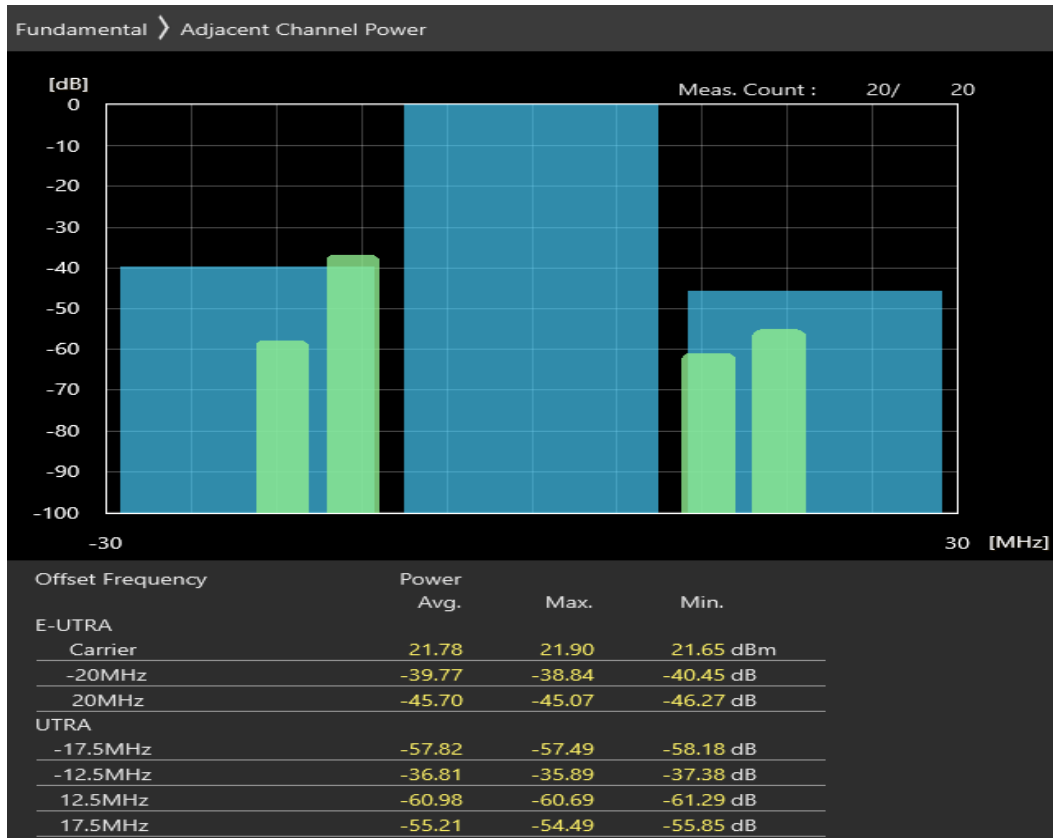 Fundamental 〉 Adjacent Channel Power
[dB]
Meas. Count : 20/ 20
0
-10
-20
-30
-40
-50
-60
-70
-80
-90
-100
-30 30 [MHz]
Offset Frequency Power
Avg. Max. Min.
E-UTRA
Carrier 21.78 21.90 21.65 dBm
-20MHz -39.77 -38.84 -40.45 dB
20MHz -45.70 -45.07 -46.27 dB
UTRA
-17.5MHz -57.82 -57.49 -58.18 dB
-12.5MHz -36.81 -35.89 -37.38 dB
12.5MHz -60.98 -60.69 -61.29 dB
17.5MHz -55.21 -54.49 -55.85 dB